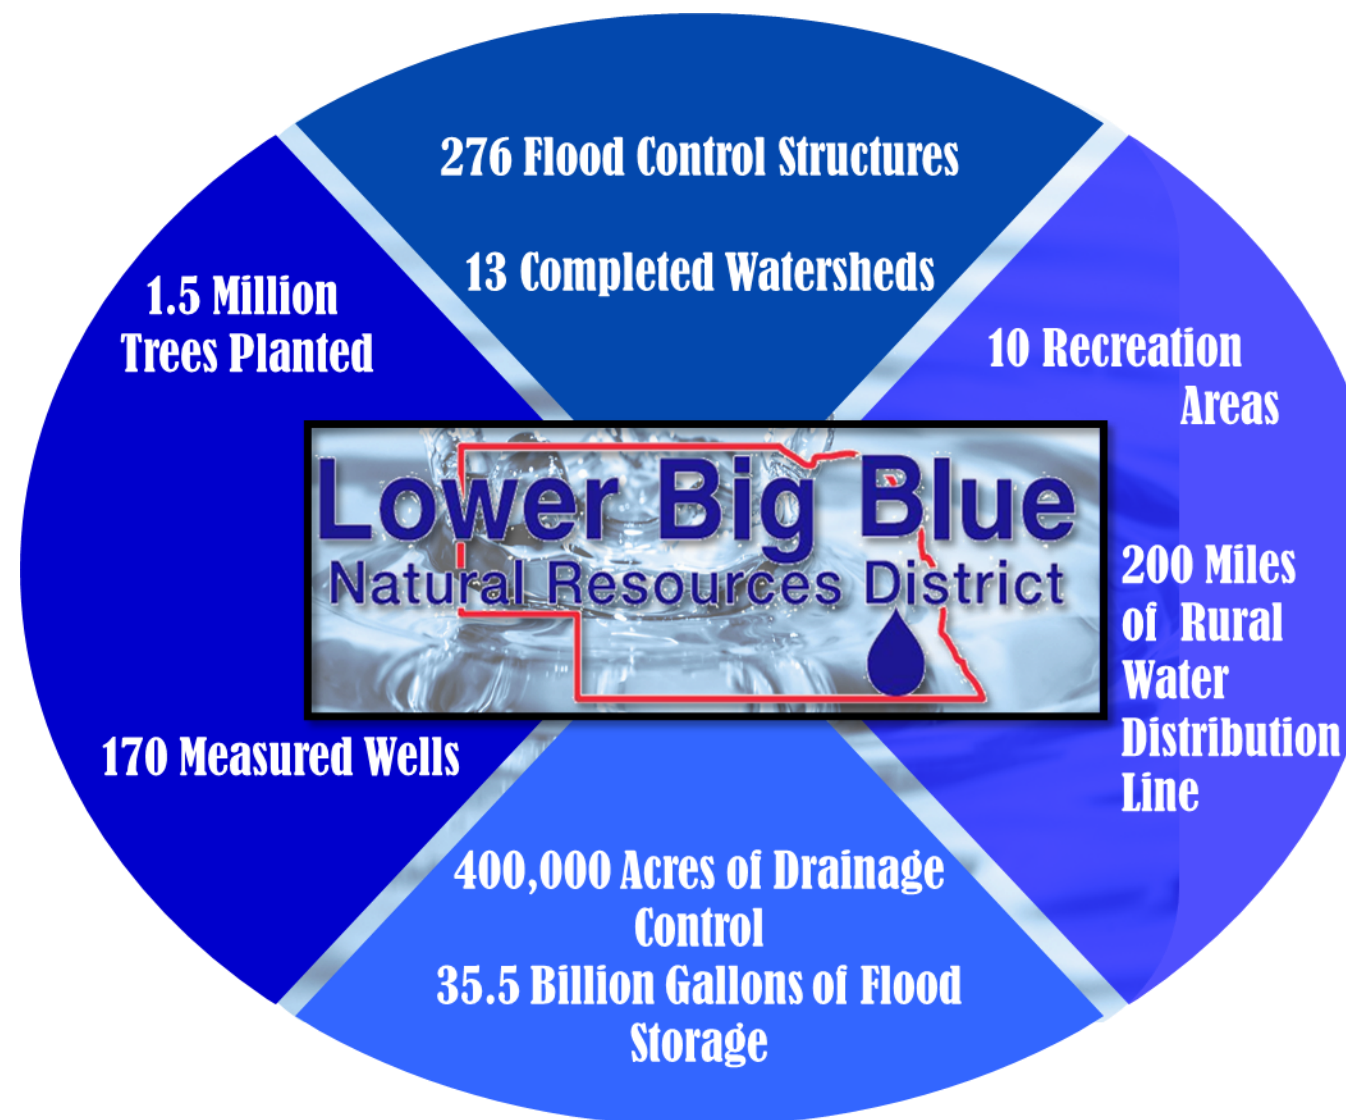 276 Flood Control Structures
13 Completed Watersheds
1.5 Million
Trees Planted
10 Recreation
Areas
Lower Big Blue
Natural Resources District
200 Miles
of Rural
Water
Distribution
Line
170 Measured Wells
400,000 Acres of Drainage
Control
35.5 Billion Gallons of Flood
Storage